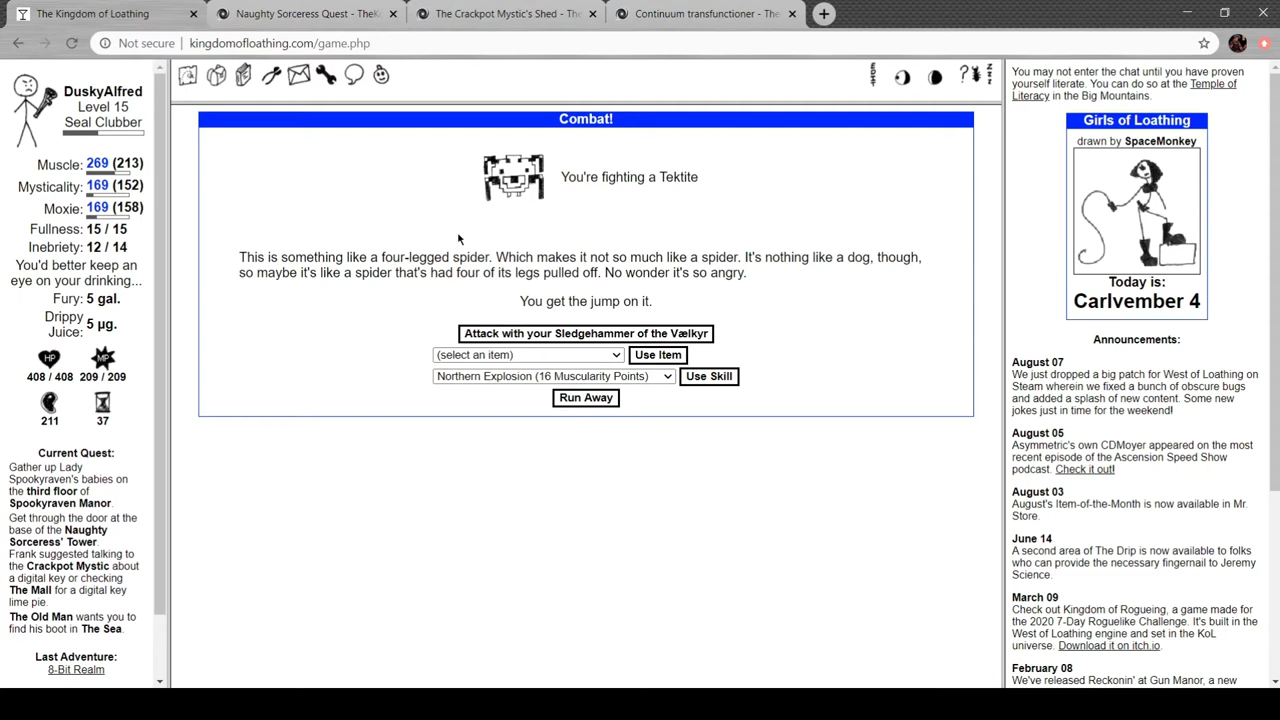 The Kingdom of Loathing
Naughty Sorceress Quest - TheK
The Crackpot Mystic's Shed - The
Continuum transfunctioner - The
Not secure | kingdomofloathing.com/game.php
DuskyAlfred
Level 15
Seal Clubber
Muscle: 269 (213)
Mysticality: 169 (152)
Moxie: 169 (158)
Fullness: 15 / 15
Inebriety: 12 / 14
You'd better keep an
eye on your drinking...
Fury: 5 gal.
Drippy
Juice: 5 µg.
HP MP
408 / 408 209 / 209
211 37
Current Quest:
Gather up Lady
Spookyraven's babies on
the third floor of
Spookyraven Manor.
Get through the door at the
base of the Naughty
Sorceress' Tower.
Frank suggested talking to
the Crackpot Mystic about
a digital key or checking
The Mall for a digital key
lime pie.
The Old Man wants you to
find his boot in The Sea.
Last Adventure:
8-Bit Realm
Combat!
You're fighting a Tektite
This is something like a four-legged spider. Which makes it not so much like a spider. It's nothing like a dog, though,
so maybe it's like a spider that's had four of its legs pulled off. No wonder it's so angry.
You get the jump on it.
Attack with your Sledgehammer of the Vælkyr
(select an item) Use Item
Northern Explosion (16 Muscularity Points) Use Skill
Run Away
You may not enter the chat until you have proven
yourself literate. You can do so at the Temple of
Literacy in the Big Mountains.
Girls of Loathing
drawn by SpaceMonkey
Today is:
Carlvember 4
Announcements:
August 07
We just dropped a big patch for West of Loathing on
Steam wherein we fixed a bunch of obscure bugs
and added a splash of new content. Some new
jokes just in time for the weekend!
August 05
Asymmetric's own CDMoyer appeared on the most
recent episode of the Ascension Speed Show
podcast. Check it out!
August 03
August's Item-of-the-Month is now available in Mr.
Store.
June 14
A second area of The Drip is now available to folks
who can provide the necessary fingernail to Jeremy
Science.
March 09
Check out Kingdom of Rogueing, a game made for
the 2020 7-Day Roguelike Challenge. It's built in the
West of Loathing engine and set in the KoL
universe. Download it on itch.io.
February 08
We've released Reckonin' at Gun Manor, a new